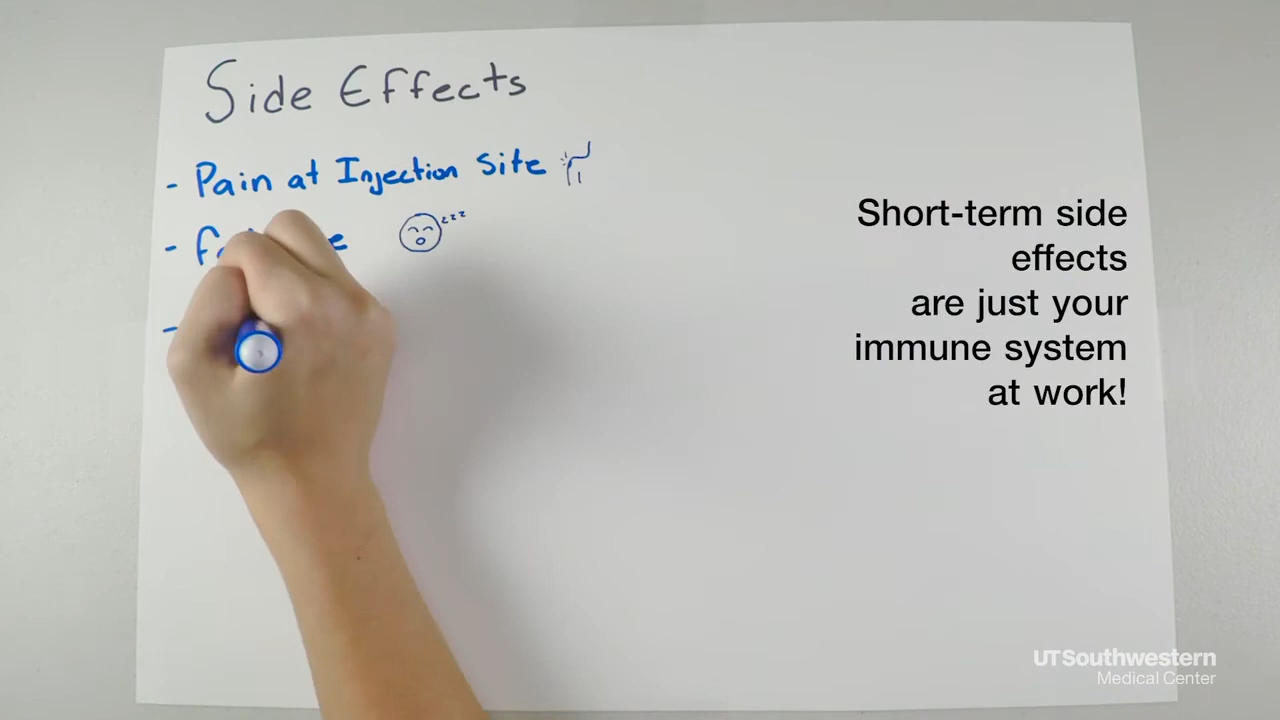 Side Effects
- Pain at Injection Site
zzz
Short-term side
effects
are just your
immune system
at work!
UTSouthwestern
Medical Center